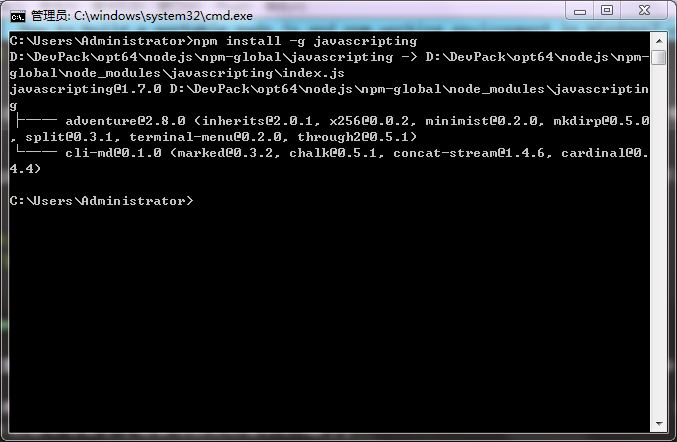 管理员: C:\windows\system32\cmd.exe
C:\Users\Administrator>npm install -g javascripting
D:\DevPack\opt64\nodejs\npm-global\javascripting -> D:\DevPack\opt64\nodejs\npm-
global\node_modules\javascripting\index.js
javascripting@1.7.0 D:\DevPack\opt64\nodejs\npm-global\node_modules\javascriptin
g
├── adventure@2.8.0 (inherits@2.0.1, x256@0.0.2, minimist@0.2.0, mkdirp@0.5.0
, split@0.3.1, terminal-menu@0.2.0, through2@0.5.1)
└── cli-md@0.1.0 (marked@0.3.2, chalk@0.5.1, concat-stream@1.4.6, cardinal@0.
4.4)
C:\Users\Administrator>